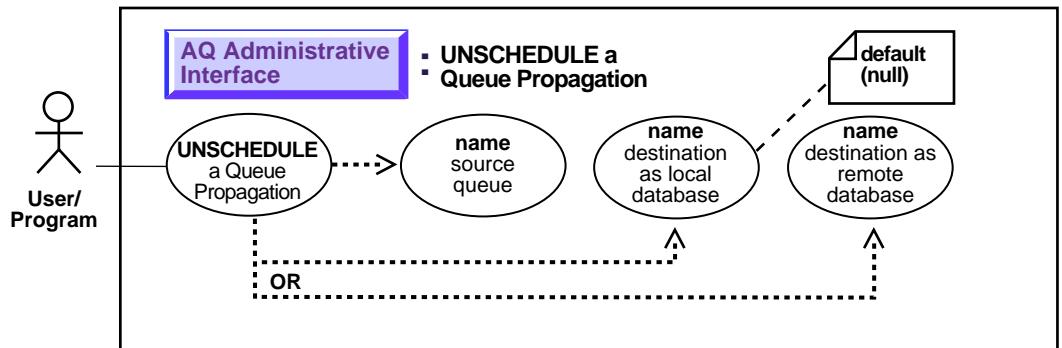 AQ Administrative
Interface
:
UNSCHEDULE a
Queue Propagation
default
(null)
User/
Program
UNSCHEDULE
a Queue
Propagation
name
source
queue
name
destination
as local
database
name
destination as
remote
database
OR